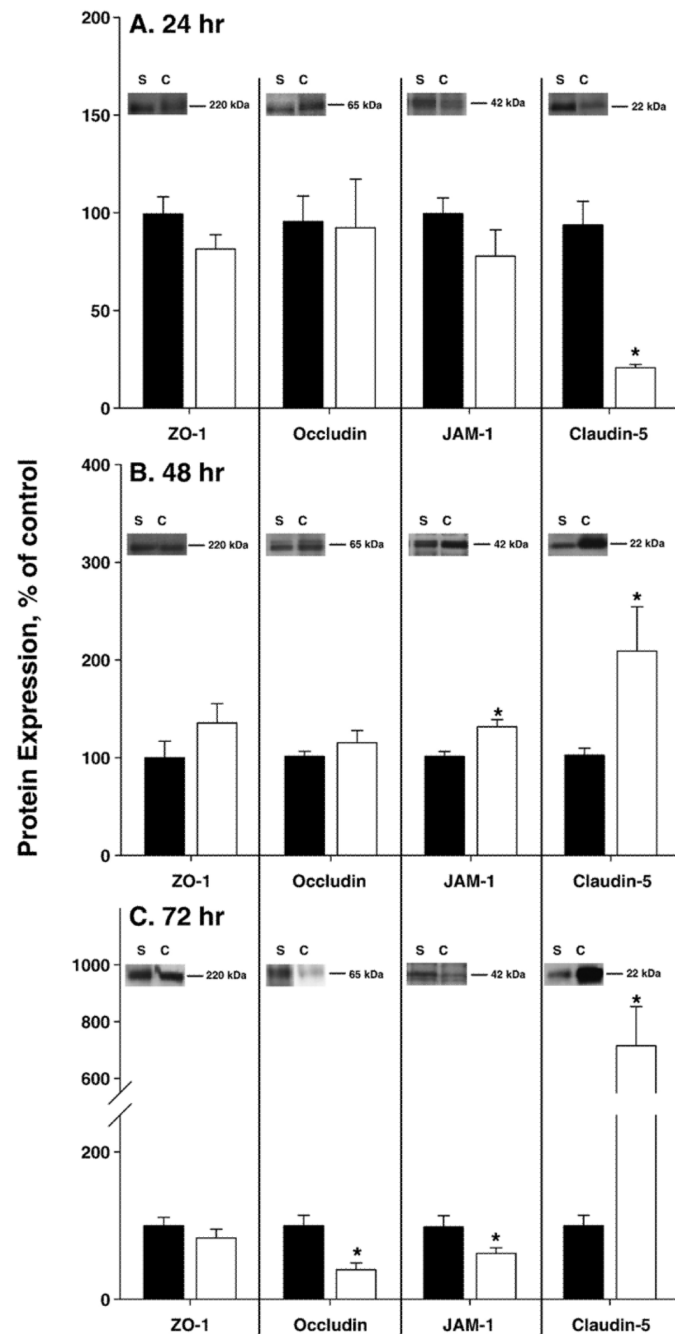 Protein Expression, % of control
A. 24 hr
200
150
100
50
0
S C
220 kDa
S C
65 kDa
S C
42 kDa
S C
22 kDa
*
ZO-1 Occludin JAM-1 Claudin-5
B. 48 hr
400
300
200
100
0
S C
220 kDa
S C
65 kDa
S C
42 kDa
S C
22 kDa
*
*
ZO-1 Occludin JAM-1 Claudin-5
C. 72 hr
1000
800
600
200
0
S C
220 kDa
S C
65 kDa
S C
42 kDa
S C
22 kDa
*
*
*
ZO-1 Occludin JAM-1 Claudin-5